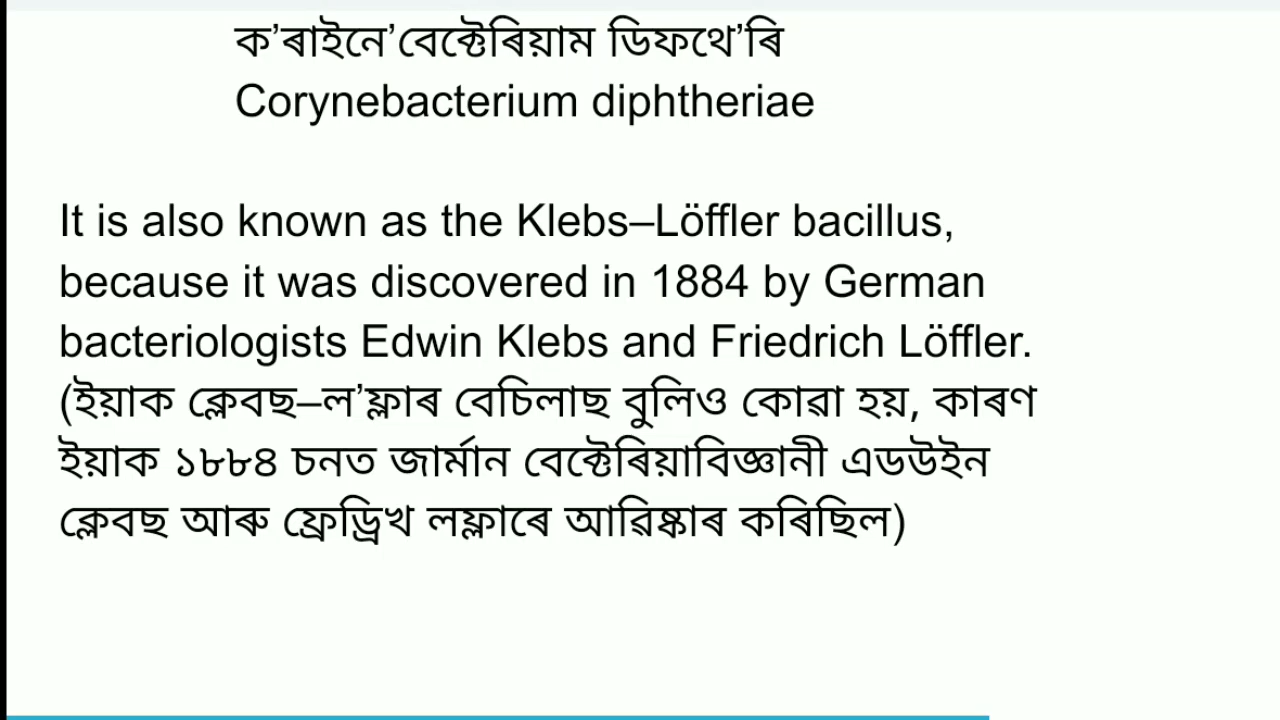 ক’ৰাইনে’বেক্টেৰিয়াম ডিফথে’ৰি
Corynebacterium diphtheriae
It is also known as the Klebs–Löffler bacillus,
because it was discovered in 1884 by German
bacteriologists Edwin Klebs and Friedrich Löffler.
(ইয়াক ক্লেবছ–ল’ফ্লাৰ বেচিলাছ বুলিও কোৱা হয়, কাৰণ
ইয়াক ১৮৮৪ চনত জাৰ্মান বেক্টেৰিয়াবিজ্ঞানী এডউইন
ক্লেবছ আৰু ফ্ৰেড্ৰিখ লফ্লাৰে আৱিষ্কাৰ কৰিছিল)